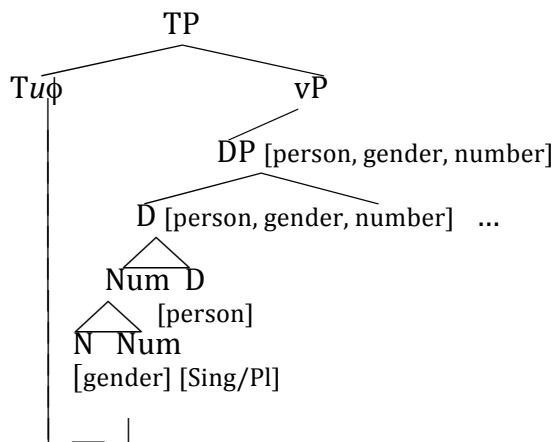 TP
Tuϕ vP
DP [person, gender, number]
D [person, gender, number] ...
Num D
[person]
N Num
[gender] [Sing/Pl]